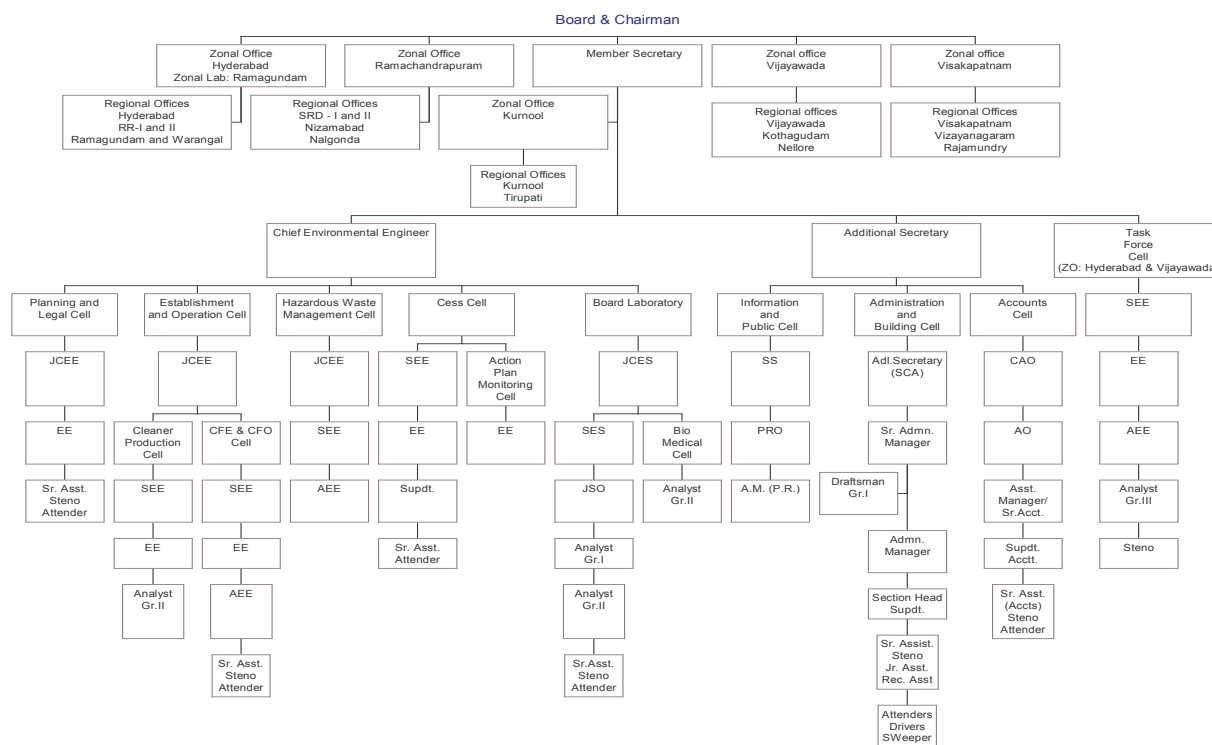 Board & Chairman
Zonal Office
Hyderabad
Zonal Lab: Ramagundam
Zonal Office
Ramachandrapuram
Member Secretary
Zonal office
Vijayawada
Zonal office
Visakapatnam
Regional Offices
Hyderabad
RR-I and II
Ramagundam and Warangal
Regional Offices
SRD - I and II
Nizamabad
Nalgonda
Zonal Office
Kurnool
Regional offices
Vijayawada
Kothagudam
Nellore
Regional Offices
Visakapatnam
Vizayanagaram
Rajamundry
Regional Offices
Kurnool
Tirupati
Chief Environmental Engineer
Additional Secretary
Task
Force
Cell
(ZO: Hyderabad & Vijayawada
Planning and
Legal Cell
Establishment
and Operation Cell
Hazardous Waste
Management Cell
Cess Cell
Board Laboratory
Information
and
Public Cell
Administration
and
Building Cell
Accounts
Cell
SEE
JCEE
JCEE
JCEE
SEE
Action
Plan
Monitoring
Cell
JCES
SS
Adl.Secretary
(SCA)
CAO
EE
EE
Cleaner
Production
Cell
CFE & CFO
Cell
SEE
EE
EE
SES
Bio
Medical
Cell
PRO
Sr. Admn.
Manager
AO
AEE
Sr. Asst.
Steno
Attender
SEE
SEE
AEE
Supdt.
JSO
Analyst
Gr.II
A.M. (P.R.)
Draftsman
Gr.I
Asst.
Manager/
Sr.Acct.
Analyst
Gr.III
EE
EE
Sr. Asst.
Attender
Analyst
Gr.I
Admn.
Manager
Supdt.
Acctt.
Steno
Analyst
Gr.II
AEE
Analyst
Gr.II
Section Head
Supdt.
Sr. Asst.
(Accts)
Steno
Attender
Sr. Asst.
Steno
Attender
Sr.Asst.
Steno
Attender
Sr. Assist.
Steno
Jr. Asst.
Rec. Asst
Attenders
Drivers
SWeeper